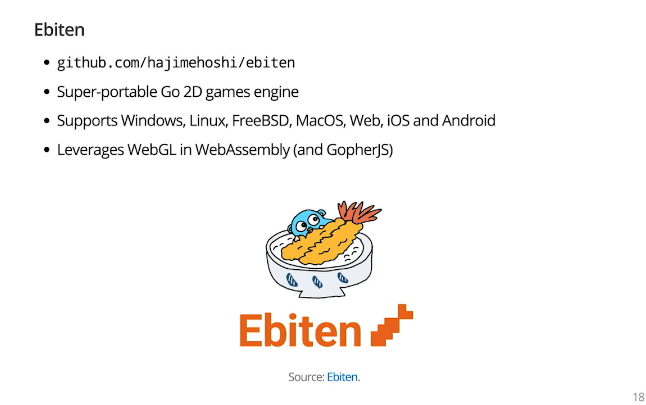 Ebiten
github.com/hajimehoshi/ebiten
Super-portable Go 2D games engine
Supports Windows, Linux, FreeBSD, MacOS, Web, iOS and Android
Leverages WebGL in WebAssembly (and GopherJS)
Ebiten
Source: Ebiten.
18